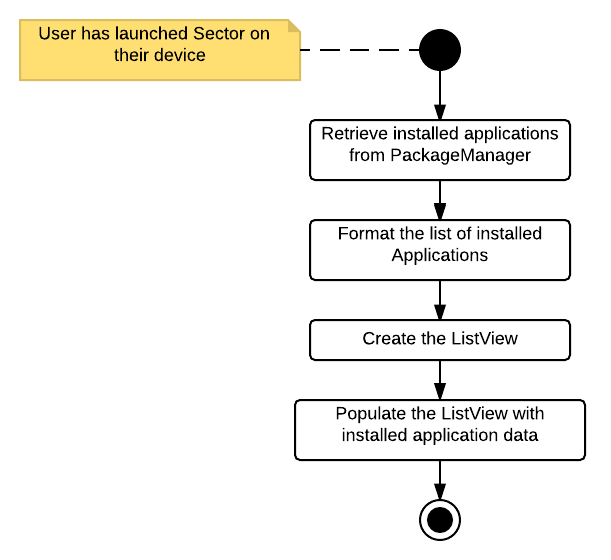 User has launched Sector on
their device
Retrieve installed applications
from PackageManager
Format the list of installed
Applications
Create the ListView
Populate the ListView with
installed application data